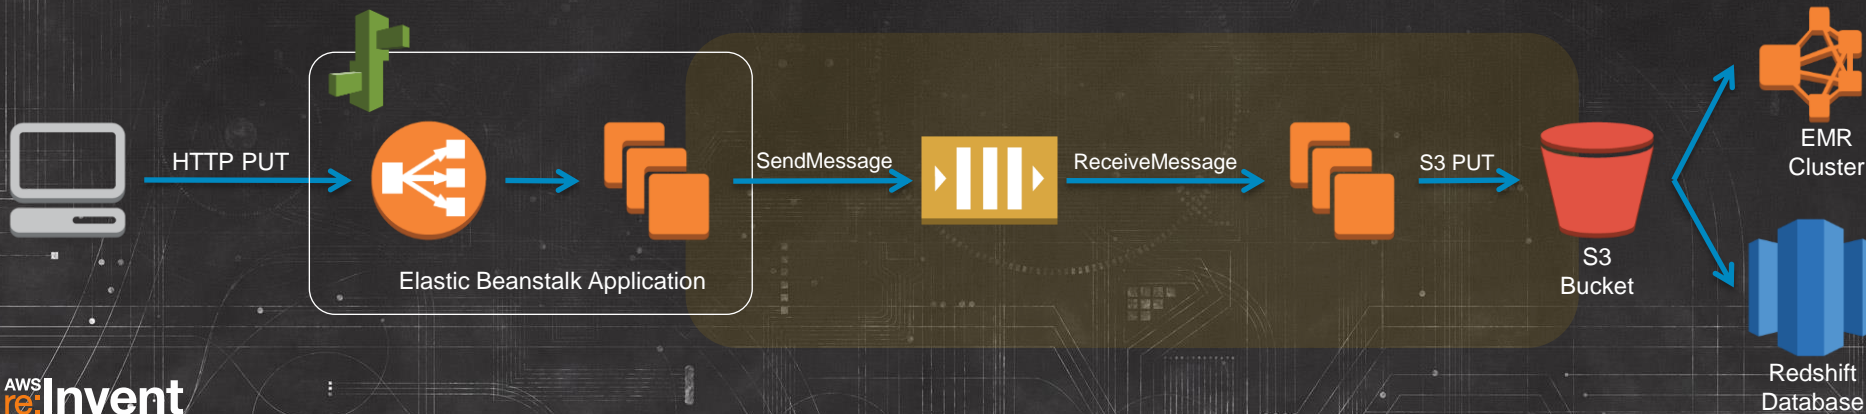 HTTP PUT
Elastic Beanstalk Application
SendMessage
ReceiveMessage
S3 PUT
S3
Bucket
EMR
Cluster
Redshift
Database
AWS
re:Invent